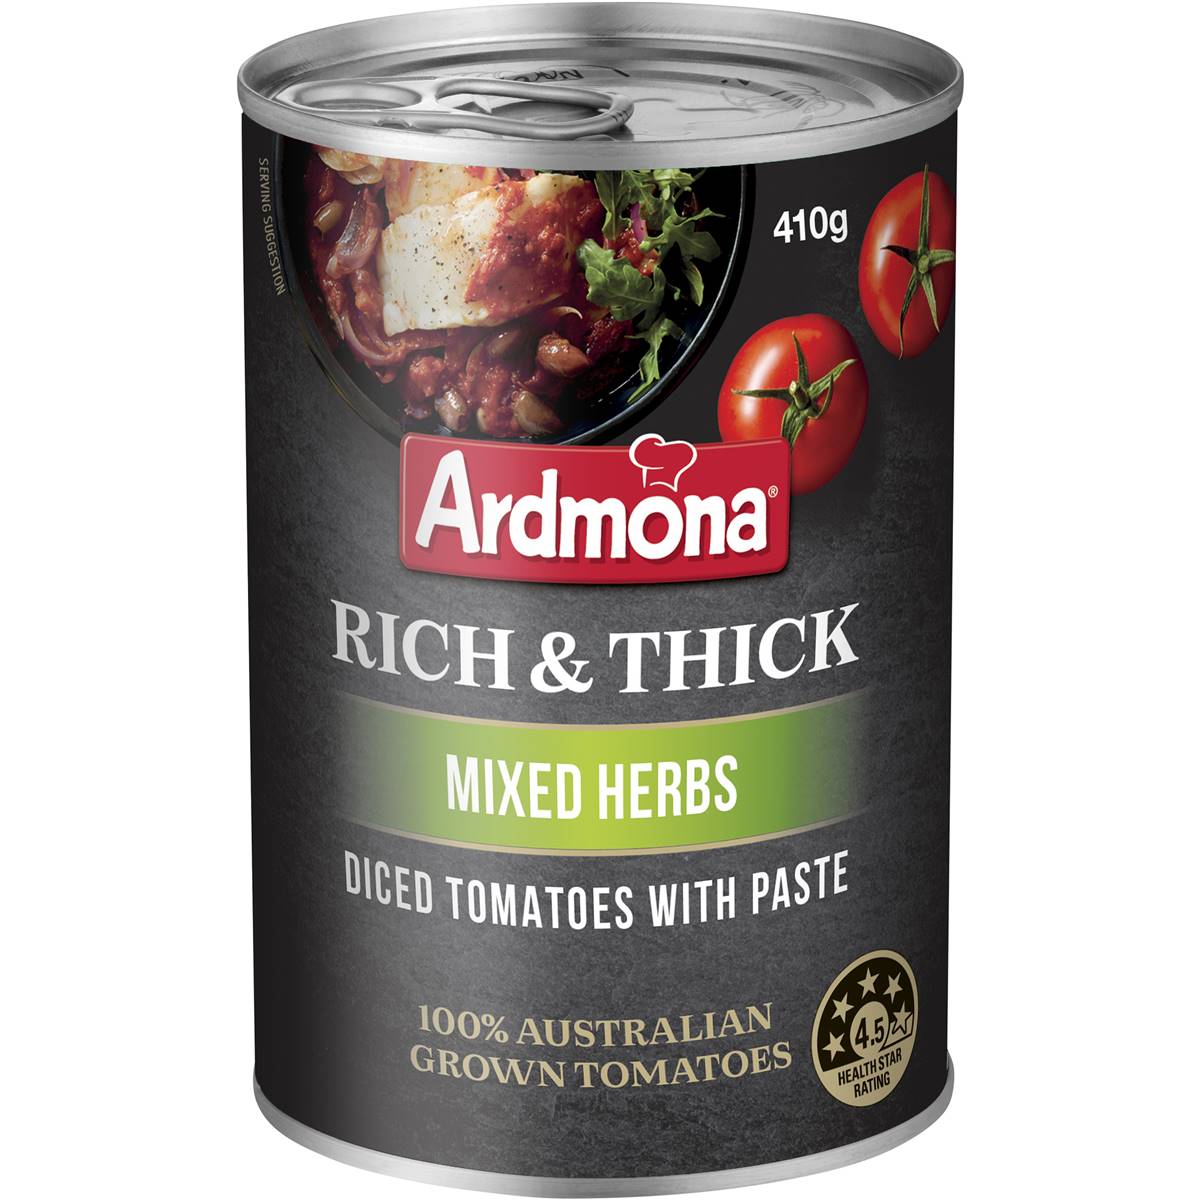 SERVING SUGGESTION
410g
Ardmona®
RICH & THICK
MIXED HERBS
DICED TOMATOES WITH PASTE
100% AUSTRALIAN
GROWN TOMATOES
4.5
HEALTH STAR
RATING